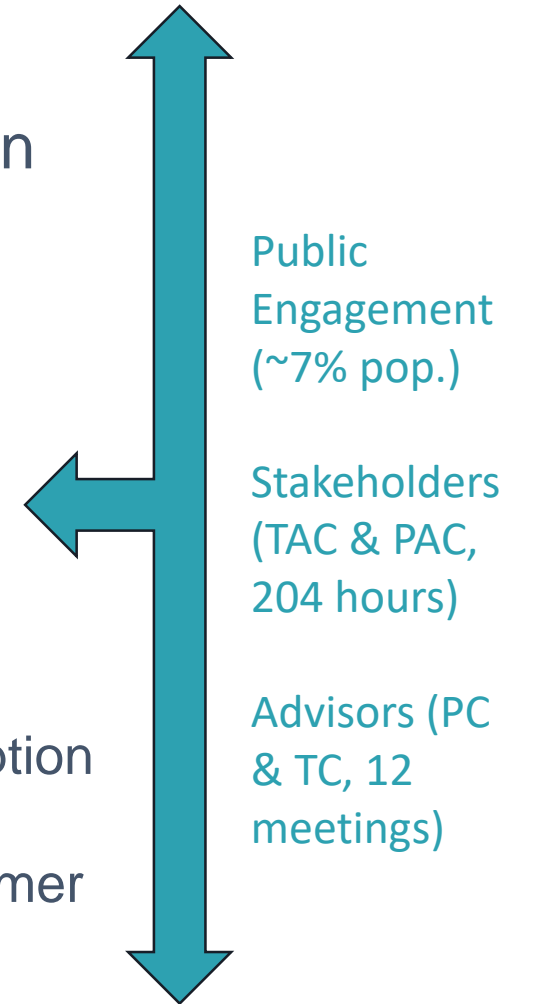 n
Public
Engagement
(~7% pop.)
Stakeholders
(TAC & PAC,
204 hours)
Advisors (PC
& TC, 12
meetings)
otion
mer